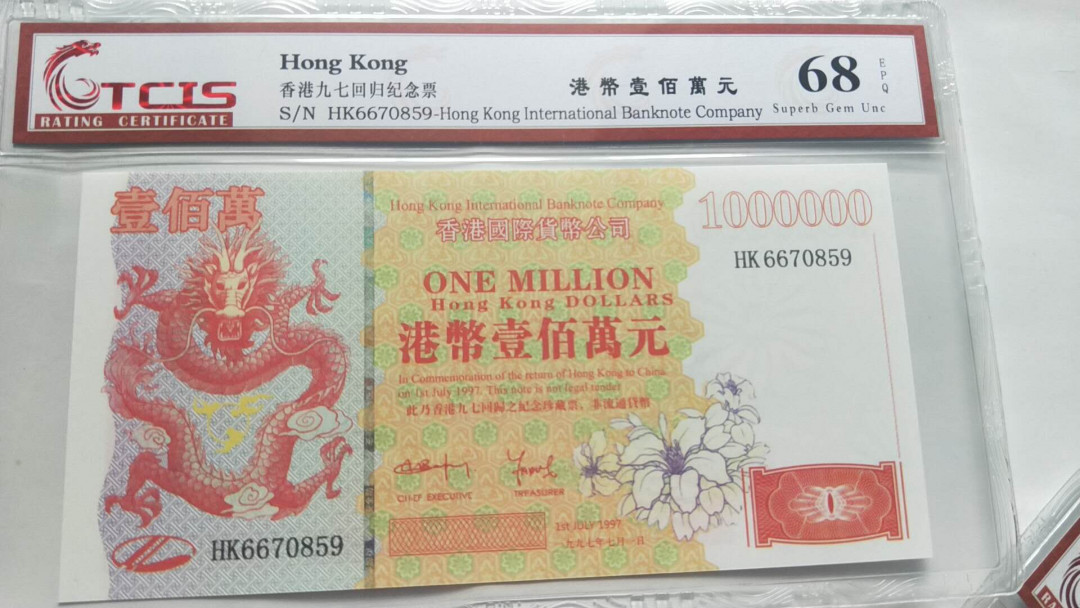 TCIS
RATING CERTIFICATE
Hong Kong
香港九七回归纪念票
港幣壹佰萬元
S/N HK6670859-Hong Kong International Banknote Company
68
EPQ
Superb Gem Unc
壹佰萬
Hong Kong International Banknote Company
香港國際貨幣公司
1000000
HK6670859
ONE MILLION
Hong Kong DOLLARS
港幣壹佰萬元
In Commemoration of the return of Hong Kong to China
on 1st July 1997. This note is not legal tender
此乃香港九七回歸之紀念珍藏票，非流通貨幣
CHIEF EXECUTIVE
TREASURER
1st JULY 1997
一九九七年七月一日
HK6670859